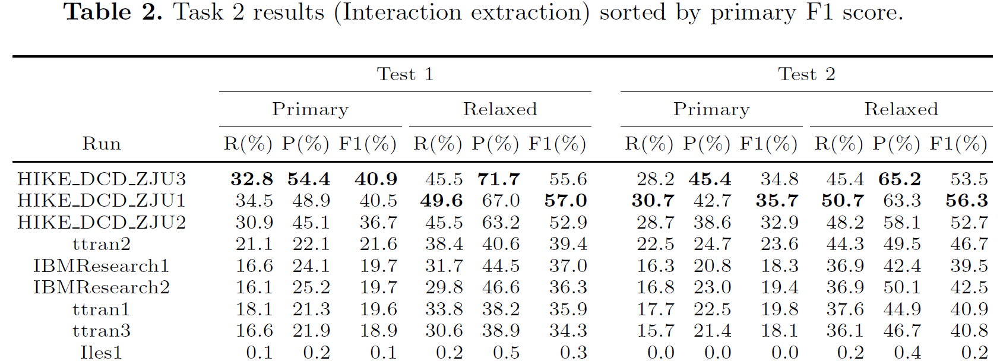 Table 2. Task 2 results (Interaction extraction) sorted by primary F1 score.
Test 1 Test 2
Primary Relaxed Primary Relaxed
Run R(%) P(%) F1(%) R(%) P(%) F1(%) R(%) P(%) F1(%) R(%) P(%) F1(%)
HIKE_DCD_ZJU3 32.8 54.4 40.9 45.5 71.7 55.6 28.2 45.4 34.8 45.4 65.2 53.5
HIKE_DCD_ZJU1 34.5 48.9 40.5 49.6 67.0 57.0 30.7 42.7 35.7 50.7 63.3 56.3
HIKE_DCD_ZJU2 30.9 45.1 36.7 45.5 63.2 52.9 28.7 38.6 32.9 48.2 58.1 52.7
ttran2 21.1 22.1 21.6 38.4 40.6 39.4 22.5 24.7 23.6 44.3 49.5 46.7
IBMResearch1 16.6 24.1 19.7 31.7 44.5 37.0 16.3 20.8 18.3 36.9 42.4 39.5
IBMResearch2 16.1 25.2 19.7 29.8 46.6 36.3 16.8 23.0 19.4 36.9 50.1 42.5
ttran1 18.1 21.3 19.6 33.8 38.2 35.9 17.7 22.5 19.8 37.6 44.9 40.9
ttran3 16.6 21.9 18.9 30.6 38.9 34.3 15.7 21.4 18.1 36.1 46.7 40.8
Iles1 0.1 0.2 0.1 0.2 0.5 0.3 0.0 0.0 0.0 0.2 0.4 0.2